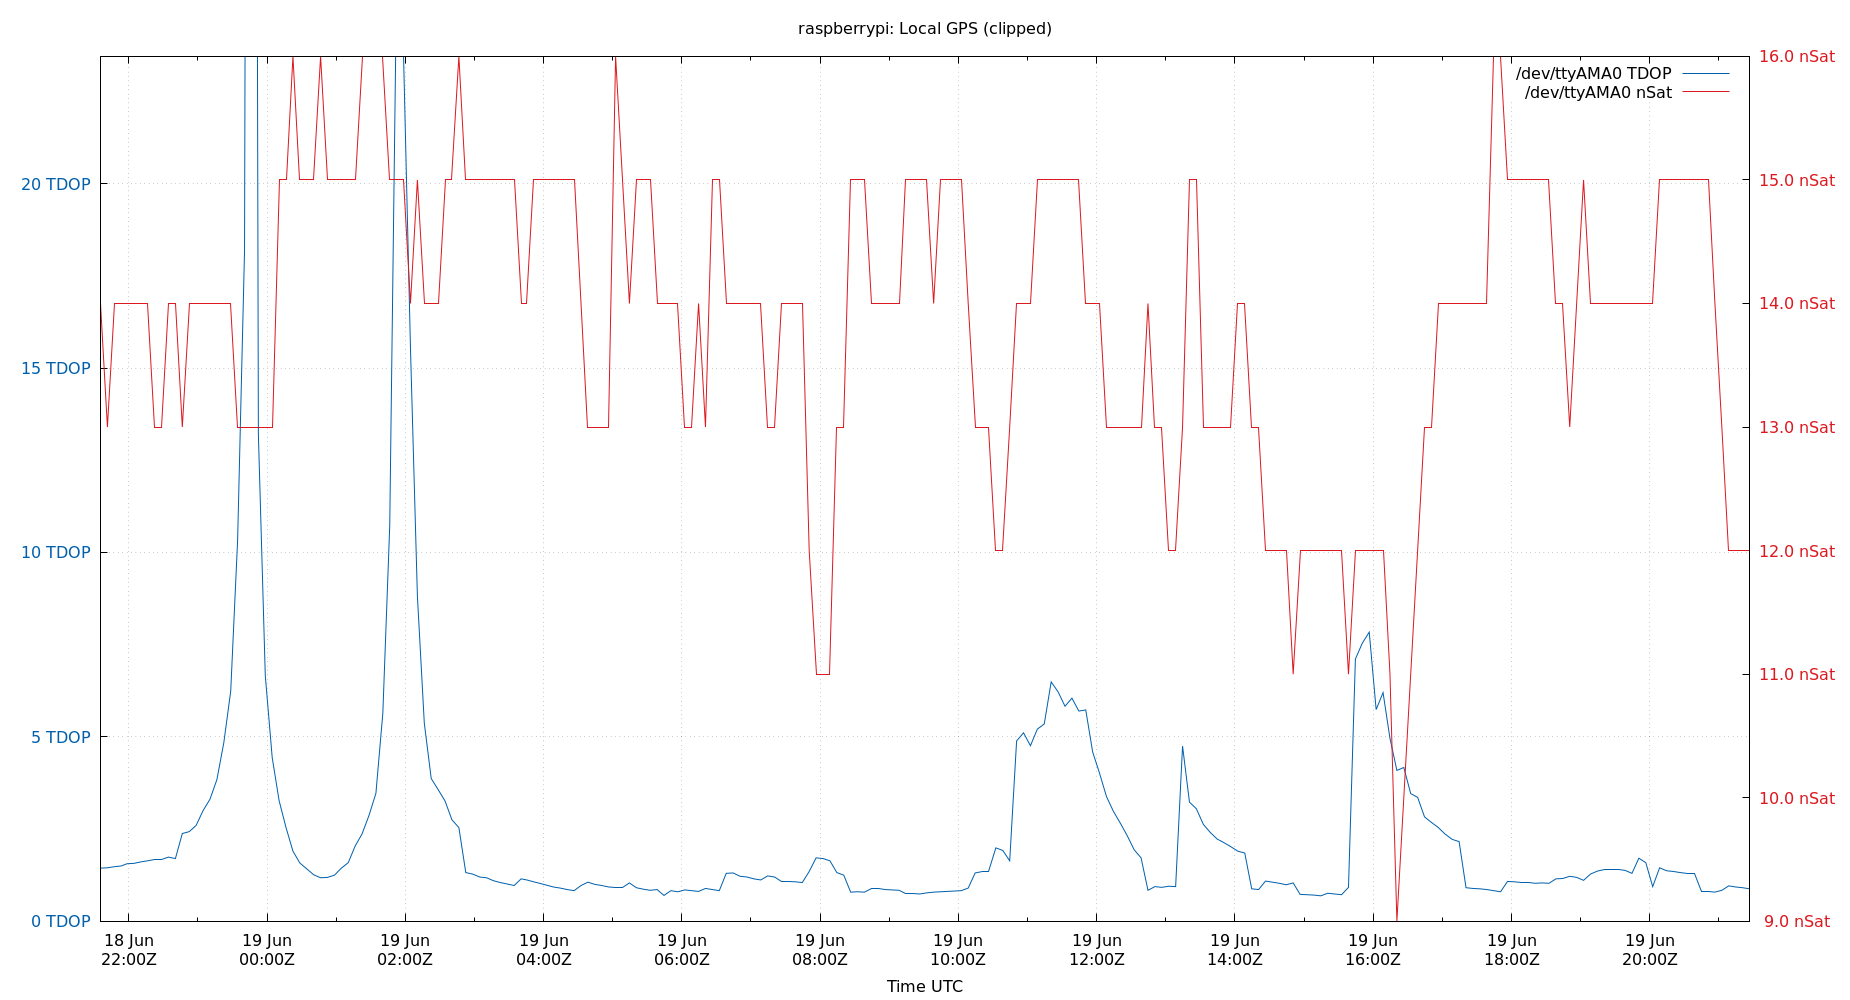 raspberrypi: Local GPS (clipped)
/dev/ttyAMA0 TDOP
/dev/ttyAMA0 nSat
20 TDOP
15 TDOP
10 TDOP
5 TDOP
0 TDOP
16.0 nSat
15.0 nSat
14.0 nSat
13.0 nSat
12.0 nSat
11.0 nSat
10.0 nSat
9.0 nSat
18 Jun
22:00Z
19 Jun
00:00Z
19 Jun
02:00Z
19 Jun
04:00Z
19 Jun
06:00Z
19 Jun
08:00Z
19 Jun
10:00Z
19 Jun
12:00Z
19 Jun
14:00Z
19 Jun
16:00Z
19 Jun
18:00Z
19 Jun
20:00Z
Time UTC